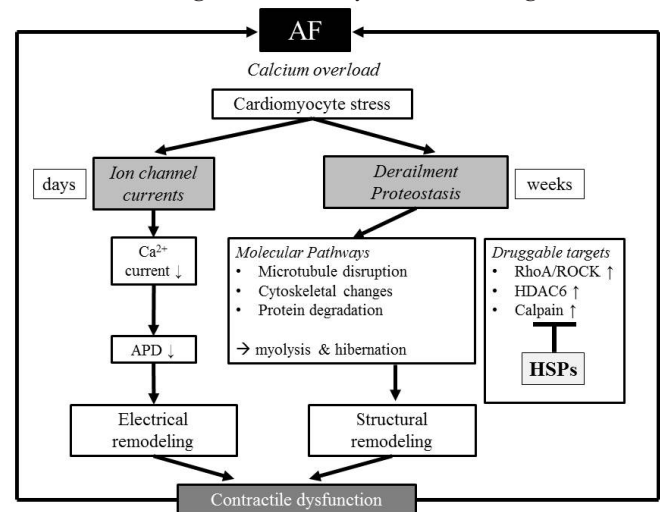 AF
Calcium overload
Cardiomyocyte stress
days
Ion channel
currents
Derailment
Proteostasis
weeks
Ca²⁺
current ↓
Molecular Pathways
• Microtubule disruption
• Cytoskeletal changes
• Protein degradation
→ myolysis & hibernation
Druggable targets
• RhoA/ROCK ↑
• HDAC6 ↑
• Calpain ↑
HSPs
APD ↓
Electrical
remodeling
Structural
remodeling
Contractile dysfunction